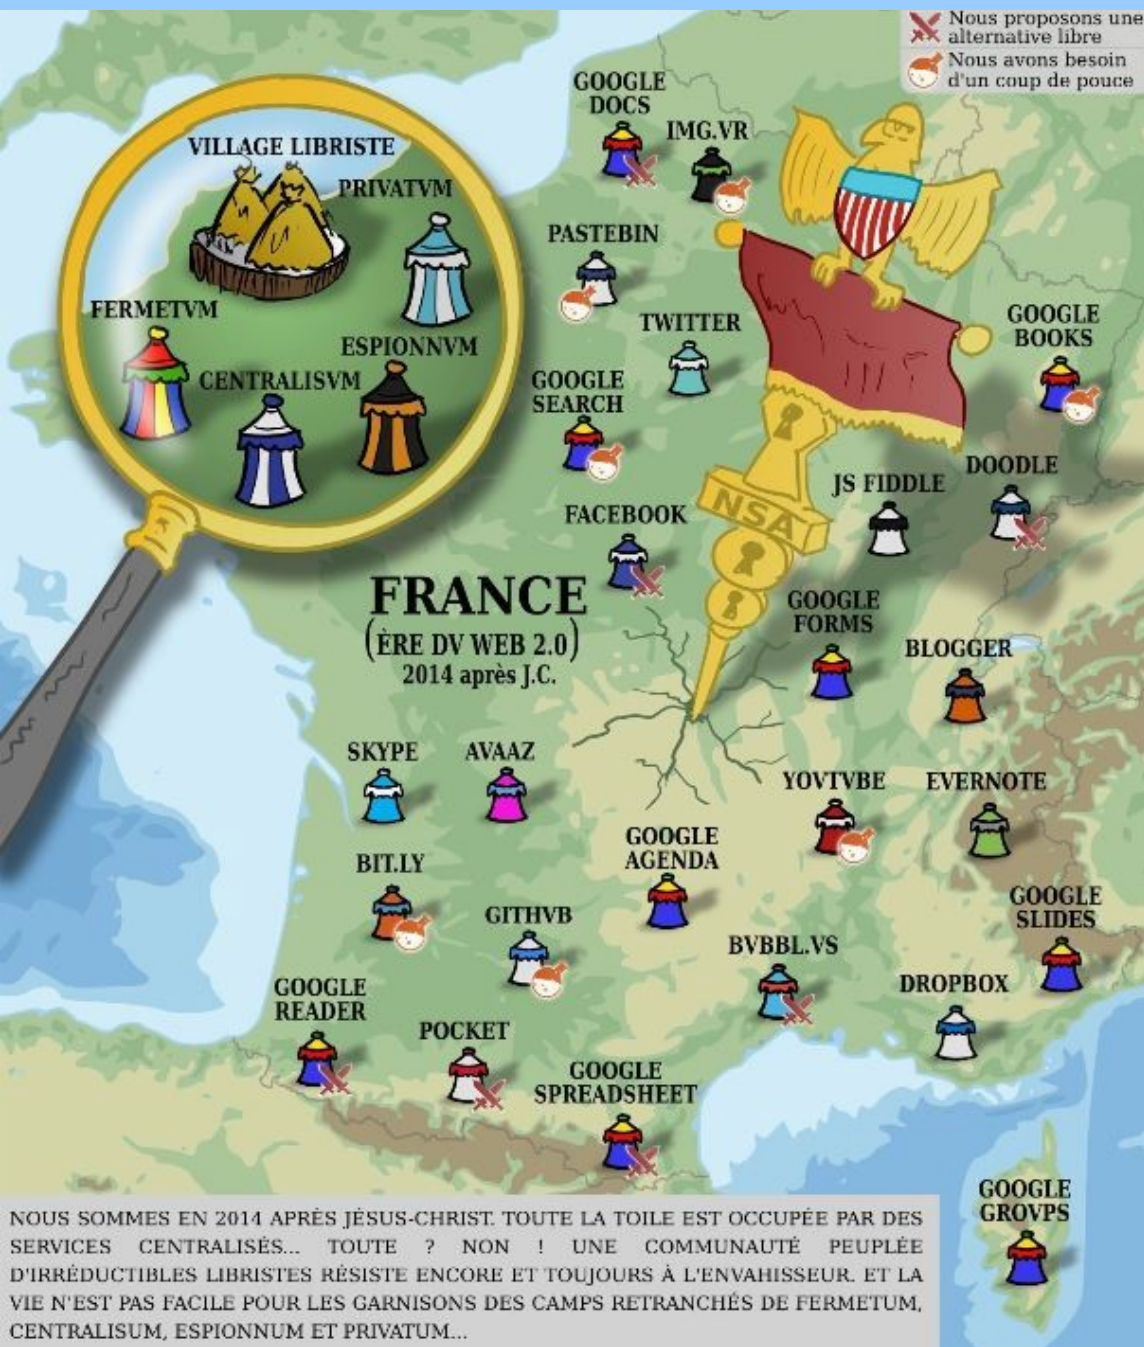 Nous proposons une
alternative libre
Nous avons besoin
d'un coup de pouce
GOOGLE
DOCS
IMG.VR
VILLAGE LIBRISTE
PRIVATVM
PASTEBIN
FERMETVM
TWITTER
GOOGLE
BOOKS
ESPIONNVM
CENTRALISVM
GOOGLE
SEARCH
DOODLE
JS FIDDLE
NSA
FACEBOOK
FRANCE
(ÈRE DV WEB 2.0)
2014 après J.C.
GOOGLE
FORMS
BLOGGER
SKYPE
AVAAZ
YOVTVBE
EVERNOTE
GOOGLE
AGENDA
BIT.LY
GITHVB
GOOGLE
SLIDES
BVBBL.VS
DROPBOX
GOOGLE
READER
POCKET
GOOGLE
SPREADSHEET
GOOGLE
GROVPS
NOUS SOMMES EN 2014 APRÈS JÉSUS-CHRIST. TOUTE LA TOILE EST OCCUPÉE PAR DES
SERVICES CENTRALISÉS... TOUTE ? NON ! UNE COMMUNAUTÉ PEUPLÉE
D'IRRÉDUCTIBLES LIBRISTES RÉSISTE ENCORE ET TOUJOURS À L'ENVAHISSEUR. ET LA
VIE N'EST PAS FACILE POUR LES GARNISONS DES CAMPS RETRANCHÉS DE FERMETUM,
CENTRALISUM, ESPIONNUM ET PRIVATUM...